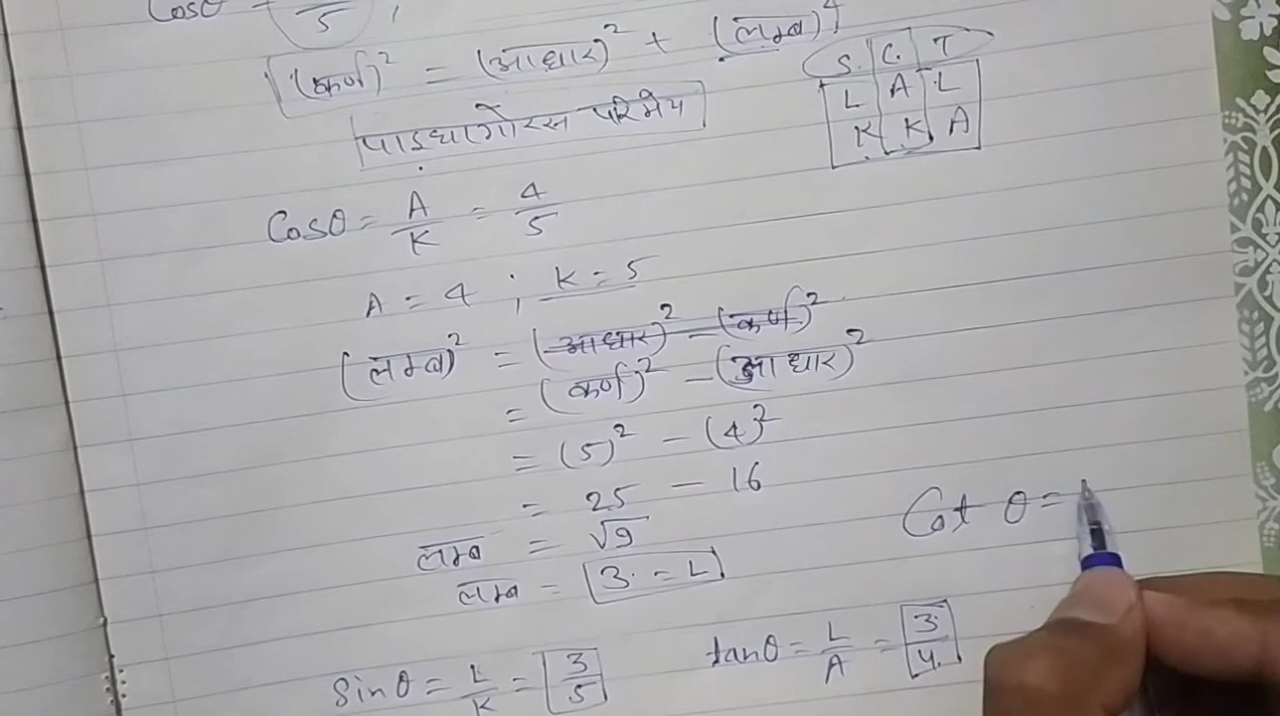 Cosθ = /5 ,
(कर्ण)² = (आधार)² + (लम्ब)²
S. C. T
L A L
K K A
पाइथागोरस परिमेय
Cosθ = A/K = 4/5
A = 4 ; K = 5
(लम्ब)² = (आधार)² - (कर्ण)²
= (कर्ण)² - (आधार)²
= (5)² - (4)²
= 25 - 16
लम्ब = √9
लम्ब = 3. = L
Cot θ =
Sinθ = L/K = 3/5
tanθ = L/A = 3/4